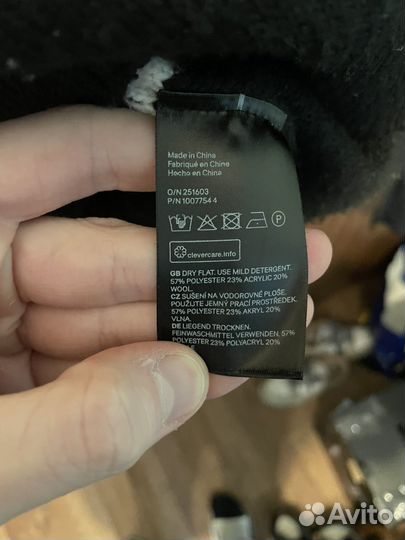 Made in China
Fabriqué en Chine
Hecho en China
O/N 251603
P/N 1007754 4
P
clevercare.info
GB DRY FLAT. USE MILD DETERGENT.
57% POLYESTER 23% ACRYLIC 20%
WOOL.
CZ SUŠENÍ NA VODOROVNÉ PLOŠE.
POUŽIJTE JEMNÝ PRACÍ PROSTŘEDEK.
57% POLYESTER 23% AKRYL 20%
VLNA.
DE LIEGEND TROCKNEN.
FEINWASCHMITTEL VERWENDEN. 57%
POLYESTER 23% POLYACRYL 20%
Avito